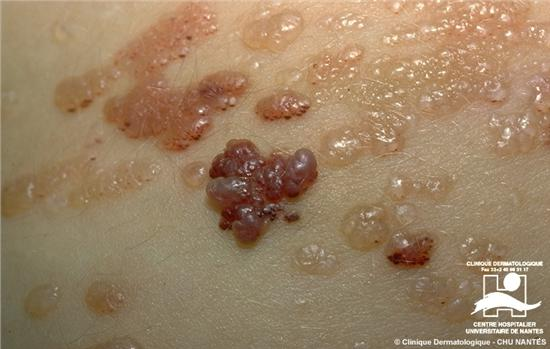 CLINIQUE DERMATOLOGIQUE
CENTRE HOSPITALIER
UNIVERSITAIRE DE NANTES
© Clinique Dermatologique - CHU NANTES